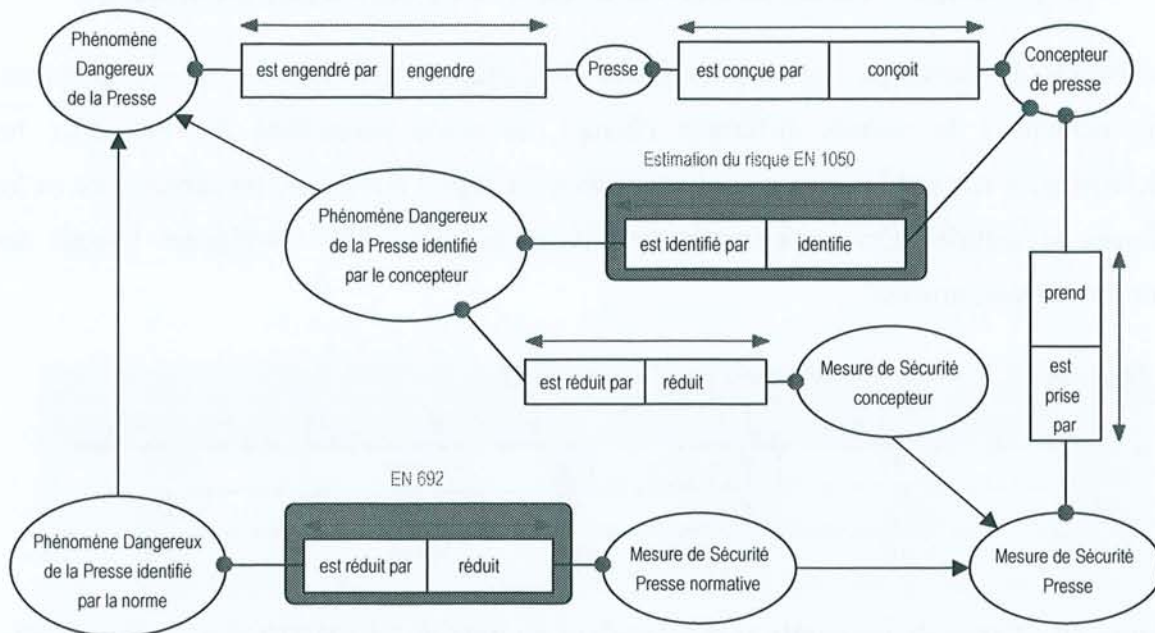 Phénomène
Dangereux
de la Presse
est engendré par
engendre
Presse
est conçue par
conçoit
Concepteur
de presse
Estimation du risque EN 1050
Phénomène Dangereux
de la Presse identifié
par le concepteur
est identifié par
identifie
prend
est
prise
par
est réduit par
réduit
Mesure de Sécurité
concepteur
EN 692
Phénomène Dangereux
de la Presse identifié
par la norme
est réduit par
réduit
Mesure de Sécurité
Presse normative
Mesure de Sécurité
Presse